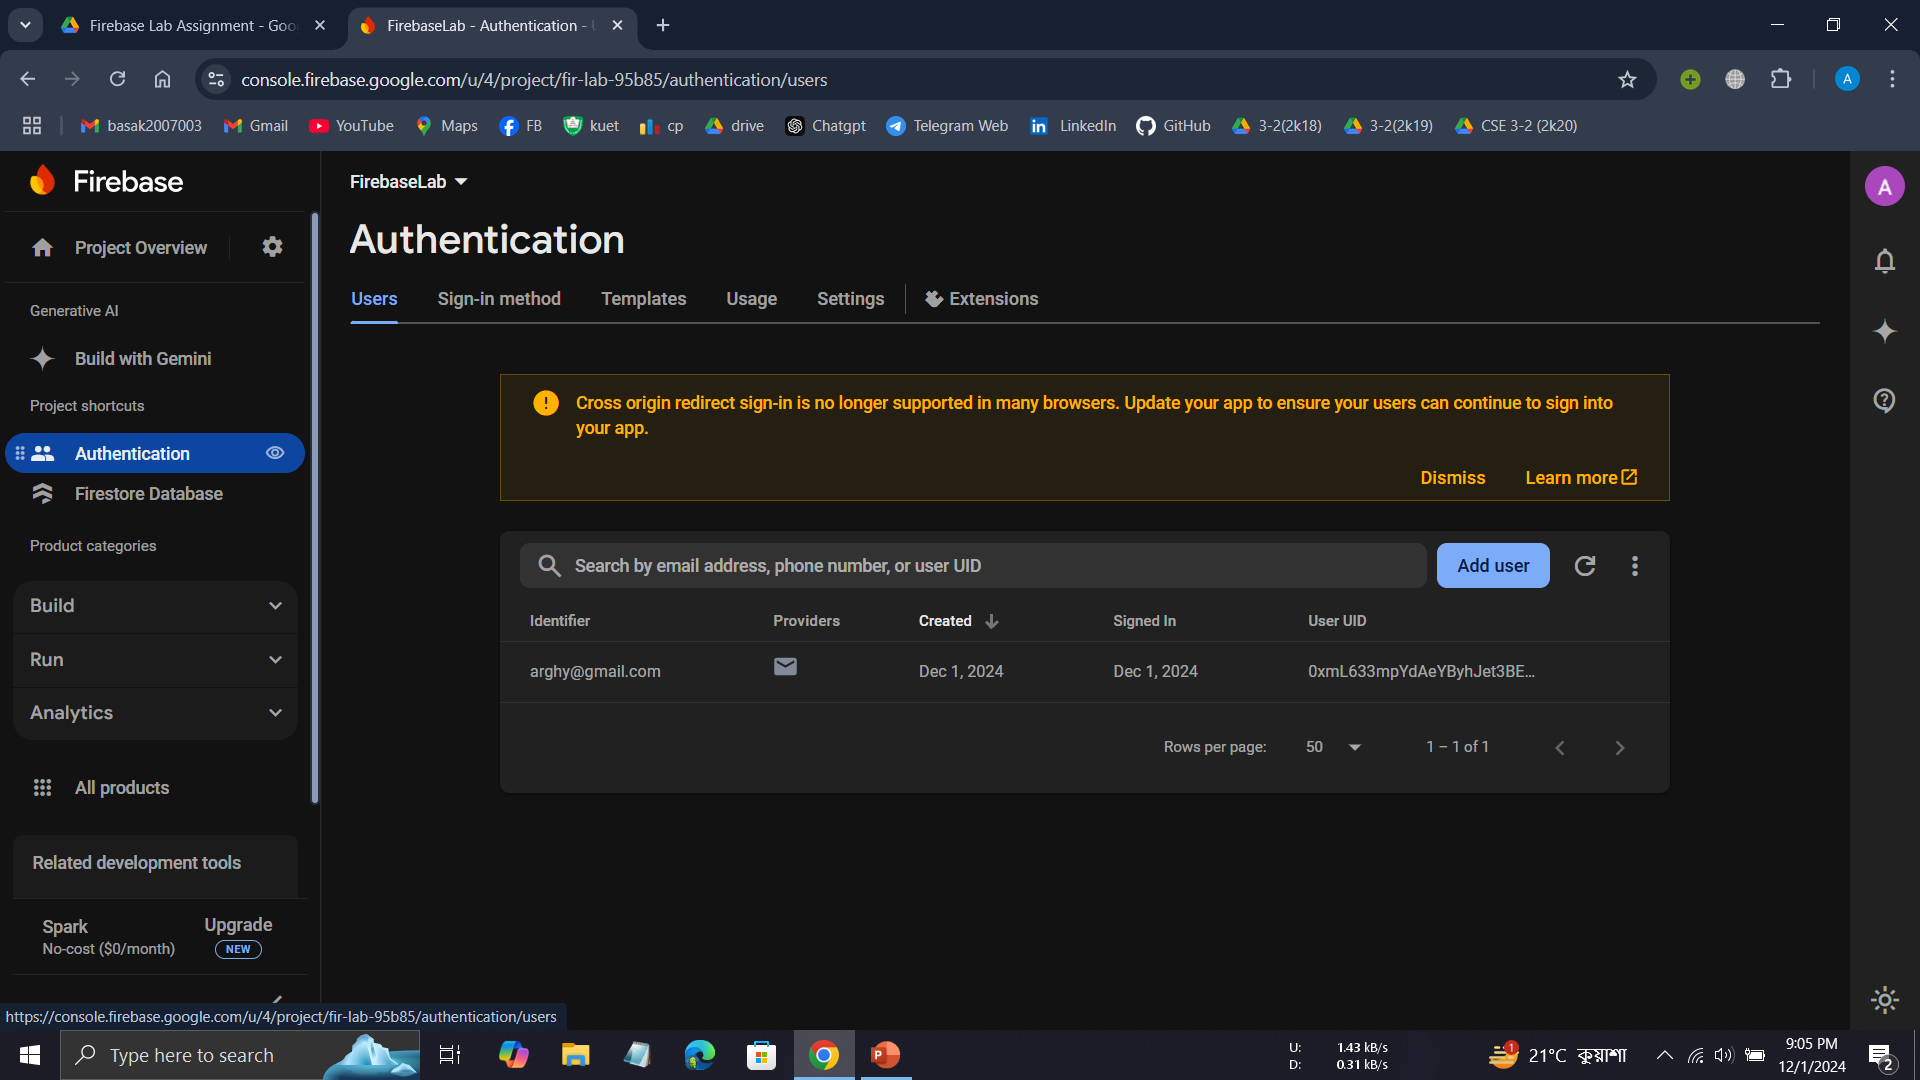 Firebase Lab Assignment - Goo
FirebaseLab - Authentication - U
console.firebase.google.com/u/4/project/fir-lab-95b85/authentication/users
A
basak2007003
Gmail
YouTube
Maps
FB
kuet
cp
drive
Chatgpt
Telegram Web
LinkedIn
GitHub
3-2(2k18)
3-2(2k19)
CSE 3-2 (2k20)
Firebase
FirebaseLab
A
Project Overview
Authentication
Users
Sign-in method
Templates
Usage
Settings
Extensions
Generative AI
Build with Gemini
Project shortcuts
Authentication
Firestore Database
Product categories
Build
Run
Analytics
All products
Related development tools
Spark
No-cost ($0/month)
Upgrade
NEW
Cross origin redirect sign-in is no longer supported in many browsers. Update your app to ensure your users can continue to sign into
your app.
Dismiss
Learn more
Search by email address, phone number, or user UID
Add user
Identifier
Providers
Created
Signed In
User UID
arghy@gmail.com
Dec 1, 2024
Dec 1, 2024
0xmL633mpYdAeYByhJet3BE...
Rows per page:
50
1 – 1 of 1
https://console.firebase.google.com/u/4/project/fir-lab-95b85/authentication/users
Type here to search
P
U: 1.43 kB/s
D: 0.31 kB/s
1
21°C কুয়াশা
9:05 PM
12/1/2024
2